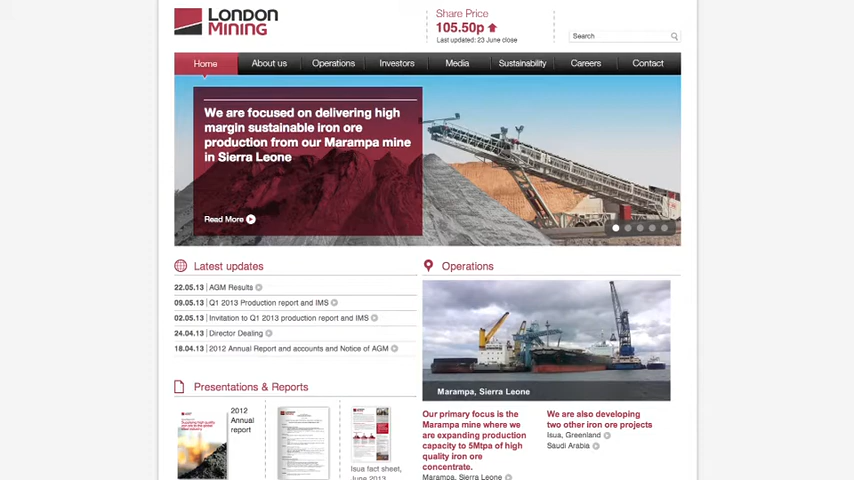 LONDON
MINING
Share Price
105.50p
Last updated: 23 June close
Search
Home
About us
Operations
Investors
Media
Sustainability
Careers
Contact
We are focused on delivering high
margin sustainable iron ore
production from our Marampa mine
in Sierra Leone
Read More
Latest updates
22.05.13 | AGM Results
09.05.13 | Q1 2013 Production report and IMS
02.05.13 | Invitation to Q1 2013 production report and IMS
24.04.13 | Director Dealing
18.04.13 | 2012 Annual Report and accounts and Notice of AGM
Presentations & Reports
2012
Annual
report
Isua fact sheet,
June 2013
Operations
Marampa, Sierra Leone
Our primary focus is the
Marampa mine where we
are expanding production
capacity to 5Mtpa of high
quality iron ore
concentrate.
Marampa, Sierra Leone
We are also developing
two other iron ore projects
Isua, Greenland
Saudi Arabia